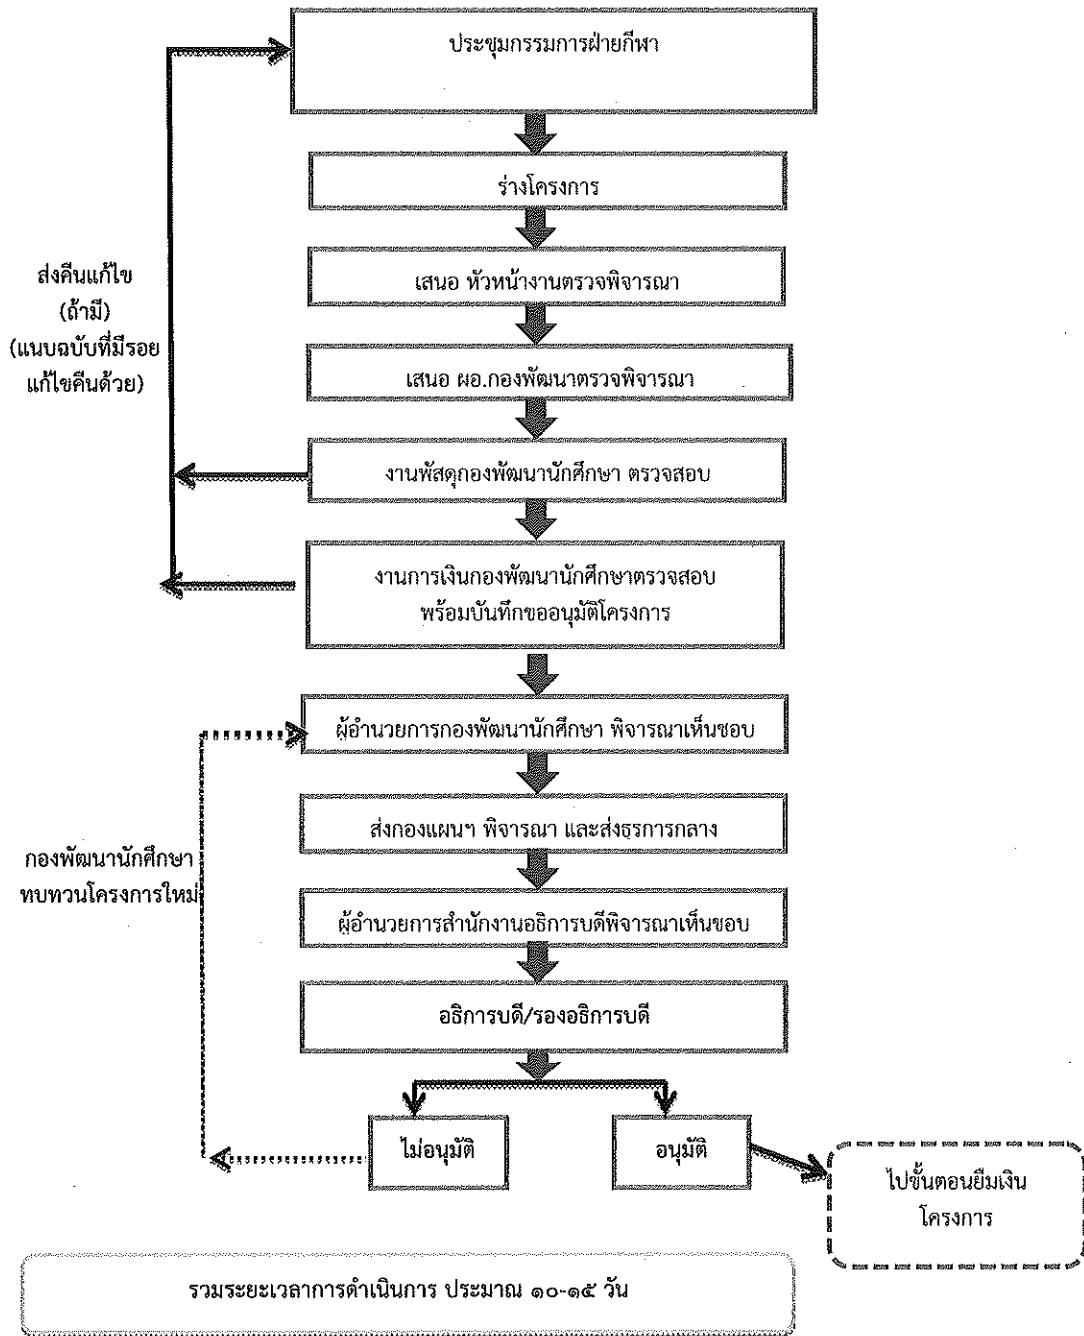 ประชุมกรรมการฝ่ายกีฬา
ร่างโครงการ
เสนอ หัวหน้างานตรวจพิจารณา
ส่งคืนแก้ไข
(ถ้ามี)
(แนบฉบับที่มีรอย
แก้ไขคืนด้วย)
เสนอ ผอ.กองพัฒนาตรวจพิจารณา
งานพัสดุกองพัฒนานักศึกษา ตรวจสอบ
งานการเงินกองพัฒนานักศึกษาตรวจสอบ
พร้อมบันทึกขออนุมัติโครงการ
ผู้อำนวยการกองพัฒนานักศึกษา พิจารณาเห็นชอบ
ส่งกองแผนฯ พิจารณา และส่งธุรการกลาง
กองพัฒนานักศึกษา
ทบทวนโครงการใหม่
ผู้อำนวยการสำนักงานอธิการบดีพิจารณาเห็นชอบ
อธิการบดี/รองอธิการบดี
ไม่อนุมัติ
อนุมัติ
ไปขั้นตอนยืมเงิน
โครงการ
รวมระยะเวลาการดำเนินการ ประมาณ ๑๐-๑๕ วัน